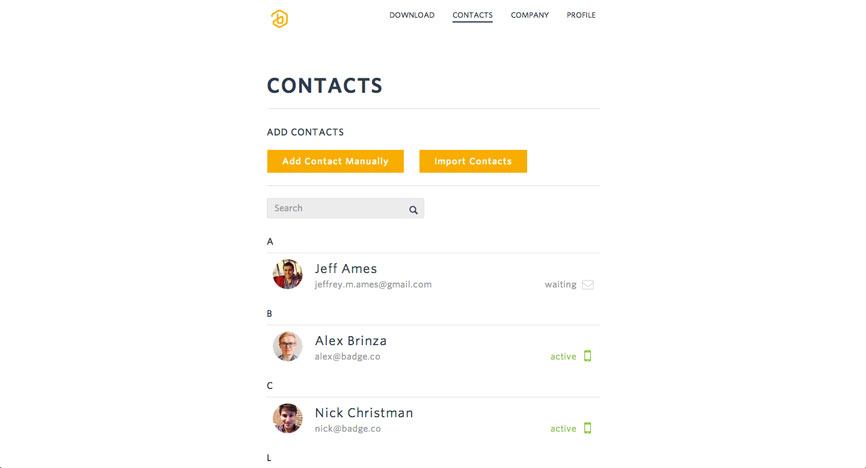 DOWNLOAD CONTACTS COMPANY PROFILE
CONTACTS
ADD CONTACTS
Add Contact Manually Import Contacts
Search
A
Jeff Ames
jeffrey.m.ames@gmail.com waiting
B
Alex Brinza
alex@badge.co active
C
Nick Christman
nick@badge.co active
L